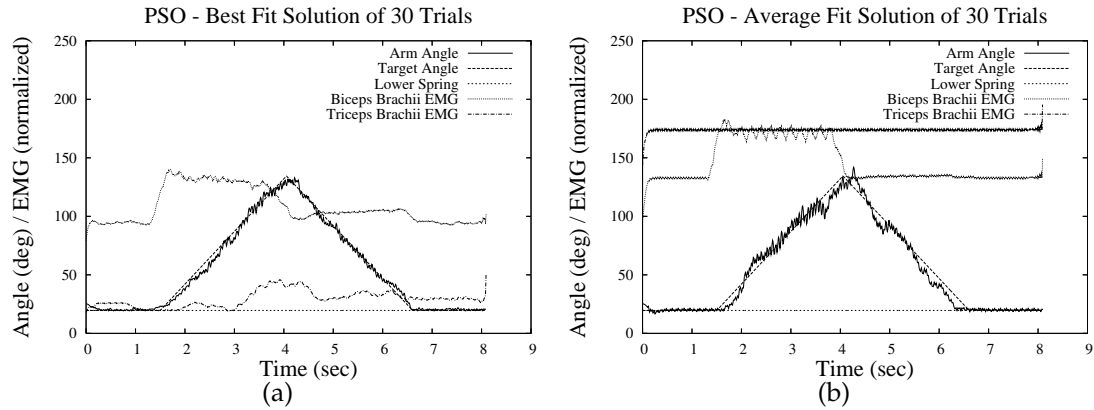 PSO - Best Fit Solution of 30 Trials
Angle (deg) / EMG (normalized)
250
200
150
100
50
0
Arm Angle
Target Angle
Lower Spring
Biceps Brachii EMG
Triceps Brachii EMG
0 1 2 3 4 5 6 7 8 9
Time (sec)
(a)
PSO - Average Fit Solution of 30 Trials
Angle (deg) / EMG (normalized)
250
200
150
100
50
0
Arm Angle
Target Angle
Lower Spring
Biceps Brachii EMG
Triceps Brachii EMG
0 1 2 3 4 5 6 7 8 9
Time (sec)
(b)